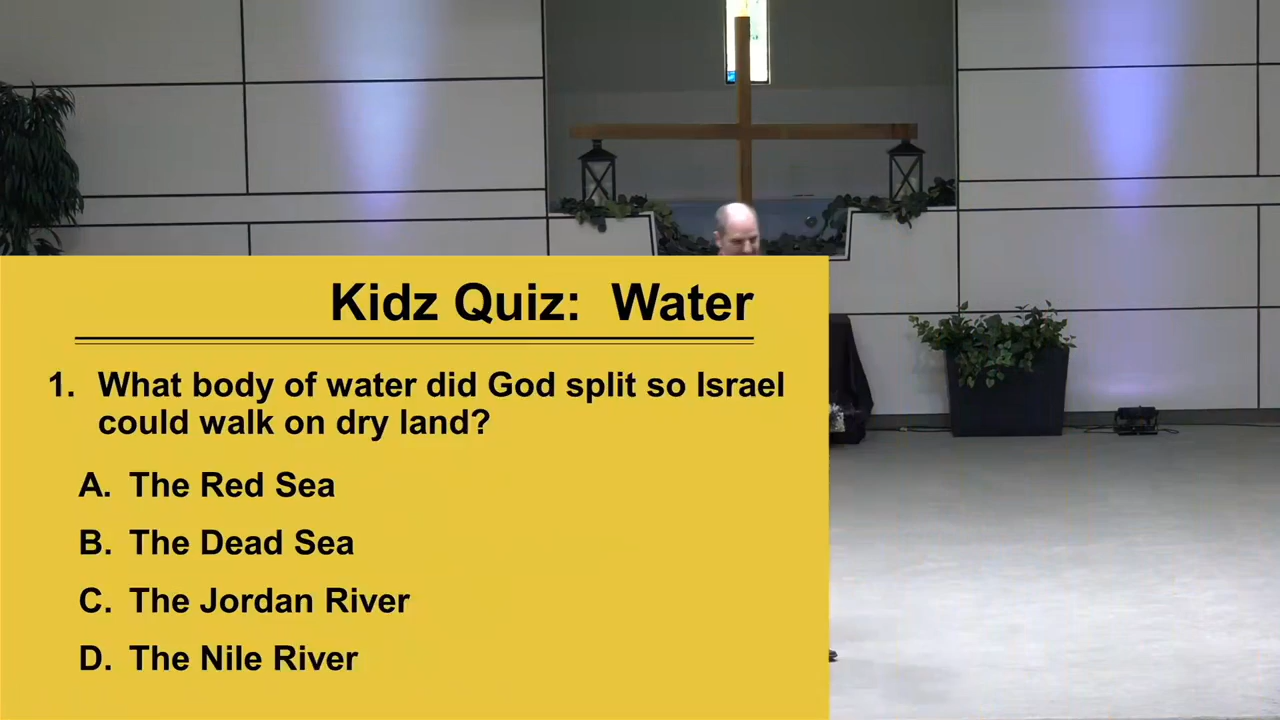 Kidz Quiz: Water
1. What body of water did God split so Israel
could walk on dry land?
A. The Red Sea
B. The Dead Sea
C. The Jordan River
D. The Nile River